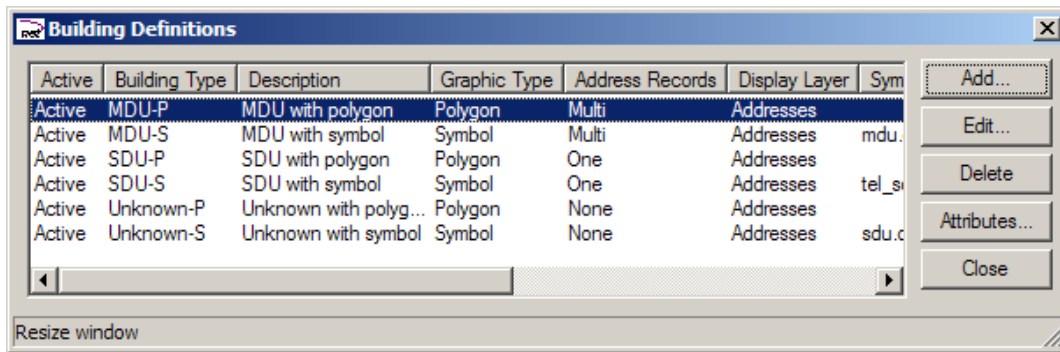 Building Definitions
Active Building Type Description Graphic Type Address Records Display Layer Sym
Active MDU-P MDU with polygon Polygon Multi Addresses
Active MDU-S MDU with symbol Symbol Multi Addresses mdu.
Active SDU-P SDU with polygon Polygon One Addresses
Active SDU-S SDU with symbol Symbol One Addresses tel_s
Active Unknown-P Unknown with polyg... Polygon None Addresses
Active Unknown-S Unknown with symbol Symbol None Addresses sdu.
Add...
Edit...
Delete
Attributes...
Close
Resize window